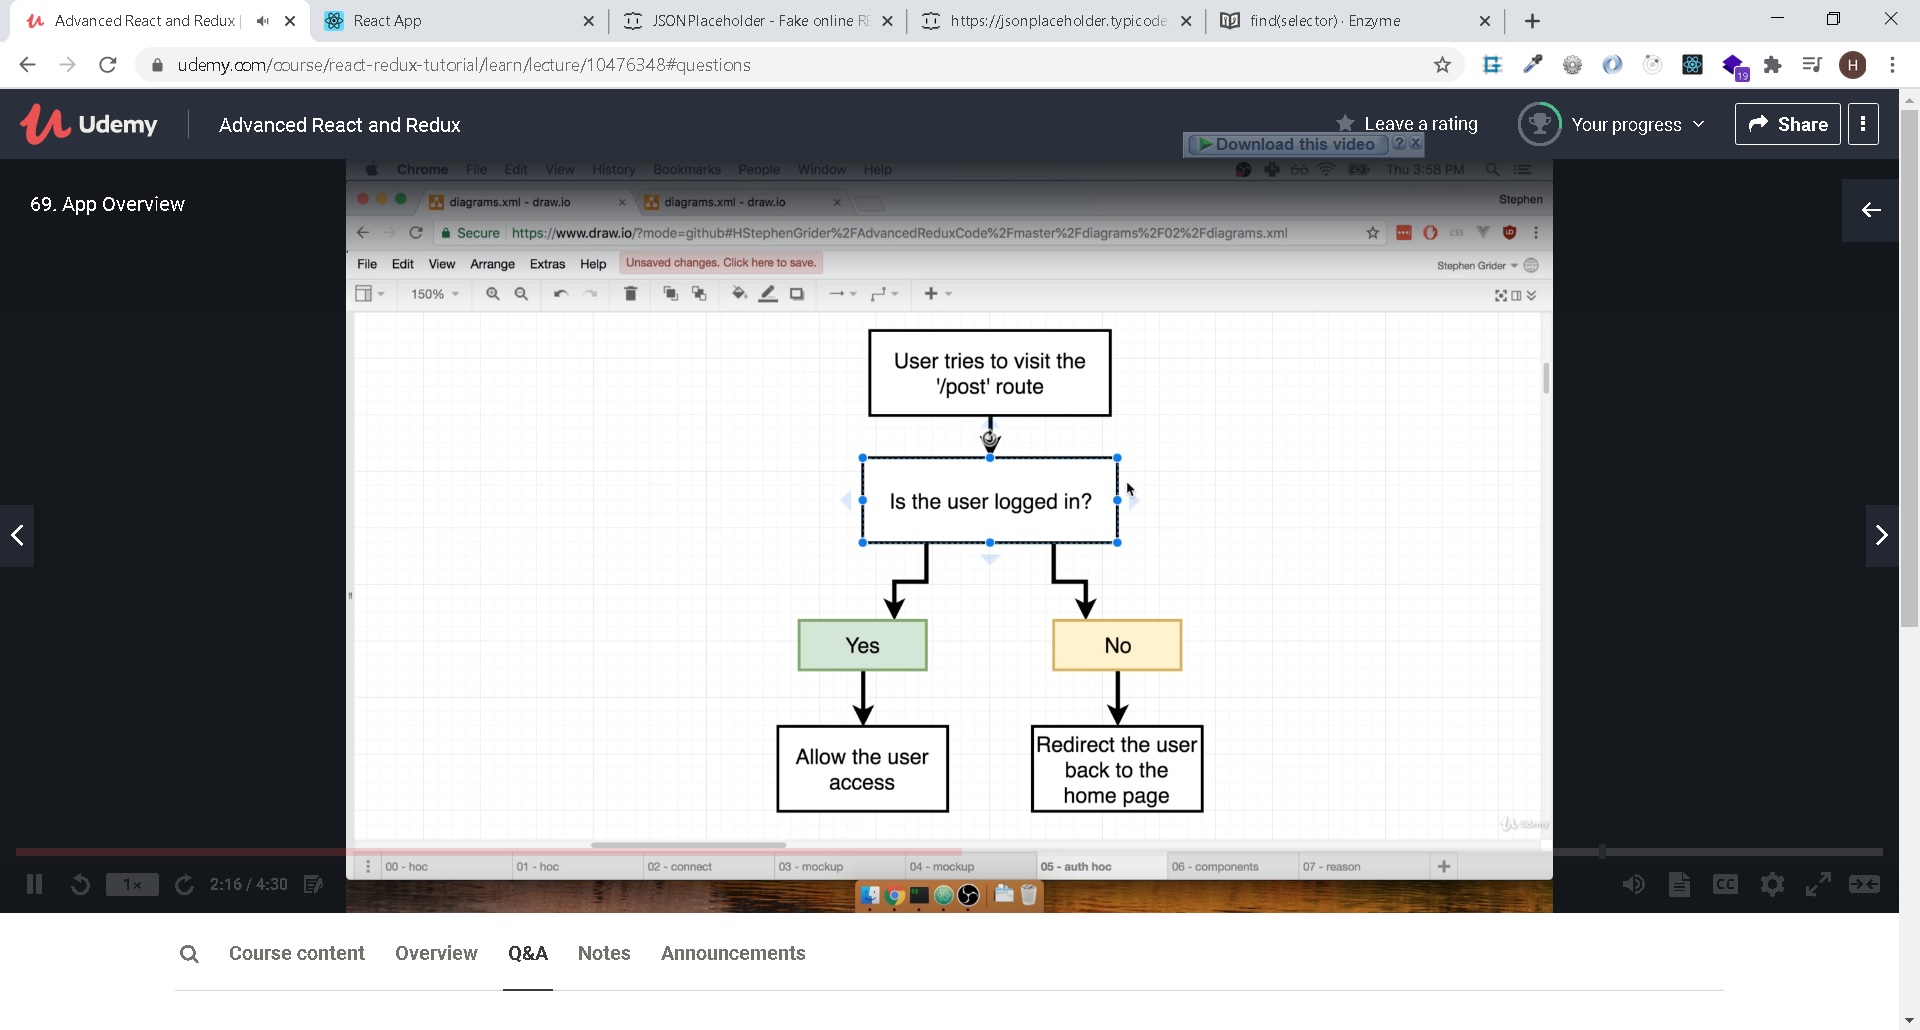 Advanced React and Redux
React App
JSONPlaceholder - Fake online RE
https://jsonplaceholder.typicode
find(selector) · Enzyme
udemy.com/course/react-redux-tutorial/learn/lecture/10476348#questions
19
H
Udemy
Advanced React and Redux
Leave a rating
Your progress
Share
Download this video
69. App Overview
Chrome File Edit View History Bookmarks People Window Help
Thu 3:58 PM
diagrams.xml - draw.io
diagrams.xml - draw.io
Stephen
Secure
https://www.draw.io/?mode=github#HStephenGrider%2FAdvancedReduxCode%2Fmaster%2Fdiagrams%2F02%2Fdiagrams.xml
CSS
File Edit View Arrange Extras Help
Unsaved changes. Click here to save.
Stephen Grider
150%
User tries to visit the
'/post' route
Is the user logged in?
Yes
No
Allow the user
access
Redirect the user
back to the
home page
Udemy
00 - hoc
01 - hoc
02 - connect
03 - mockup
04 - mockup
05 - auth hoc
06 - components
07 - reason
1×
2:16 / 4:30
CC
Course content
Overview
Q&A
Notes
Announcements